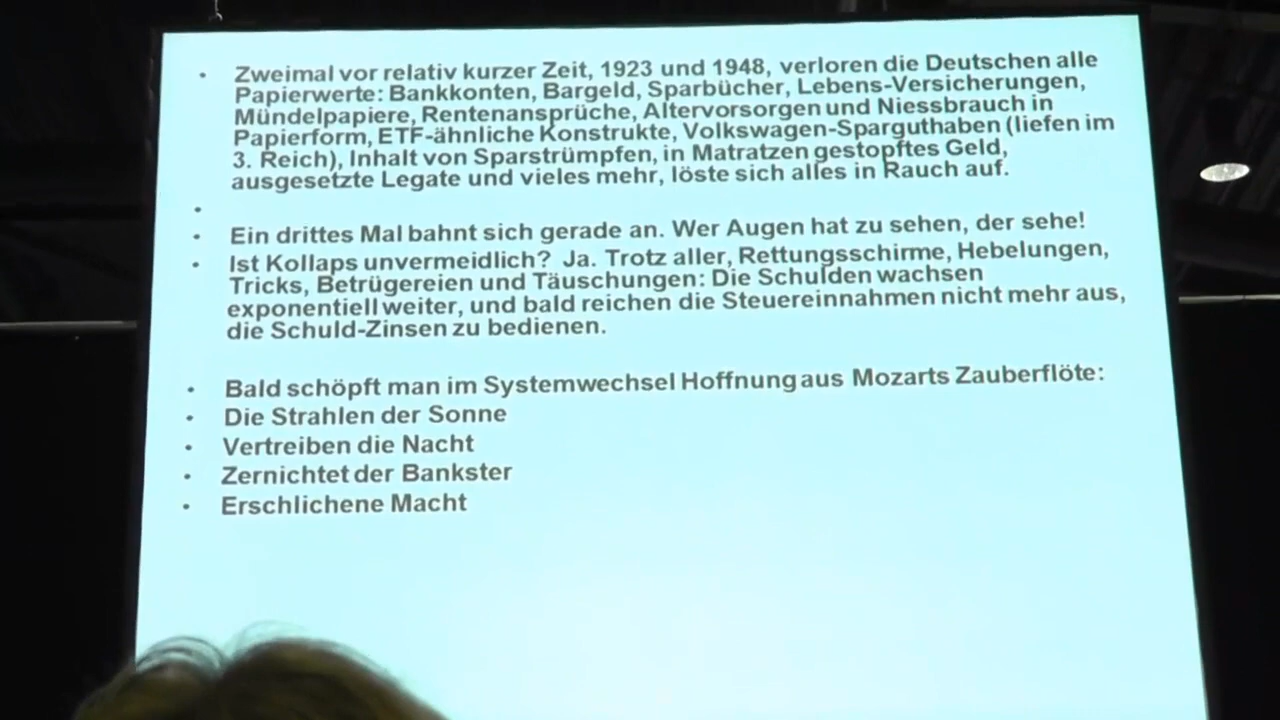 • Zweimal vor relativ kurzer Zeit, 1923 und 1948, verloren die Deutschen alle
Papierwerte: Bankkonten, Bargeld, Sparbücher, Lebens-Versicherungen,
Mündelpapiere, Rentenansprüche, Altervorsorgen und Niessbrauch in
Papierform, ETF-ähnliche Konstrukte, Volkswagen-Sparguthaben (liefen im
3. Reich), Inhalt von Sparstrümpfen, in Matratzen gestopftes Geld,
ausgesetzte Legate und vieles mehr, löste sich alles in Rauch auf.
•
• Ein drittes Mal bahnt sich gerade an. Wer Augen hat zu sehen, der sehe!
• Ist Kollaps unvermeidlich? Ja. Trotz aller, Rettungsschirme, Hebelungen,
Tricks, Betrügereien und Täuschungen: Die Schulden wachsen
exponentiell weiter, und bald reichen die Steuereinnahmen nicht mehr aus,
die Schuld-Zinsen zu bedienen.
• Bald schöpft man im Systemwechsel Hoffnung aus Mozarts Zauberflöte:
• Die Strahlen der Sonne
• Vertreiben die Nacht
• Zernichtet der Bankster
• Erschlichene Macht